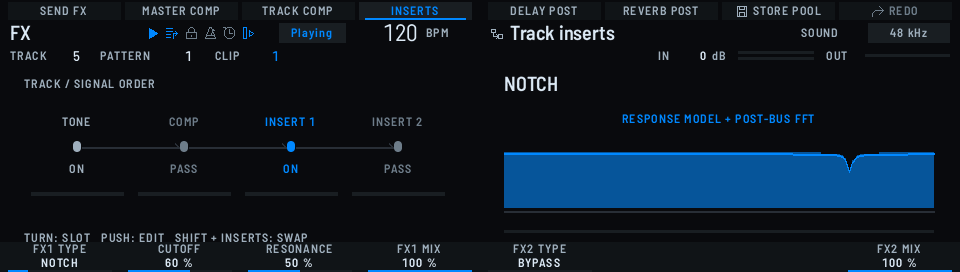 SEND FX MASTER COMP TRACK COMP INSERTS DELAY POST REVERB POST STORE POOL REDO
FX Playing 120 BPM Track inserts SOUND 48 kHz
TRACK 5 PATTERN 1 CLIP 1 IN 0 dB OUT
TRACK / SIGNAL ORDER
NOTCH
RESPONSE MODEL + POST-BUS FFT
TONE COMP INSERT 1 INSERT 2
ON PASS ON PASS
TURN: SLOT PUSH: EDIT SHIFT + INSERTS: SWAP
FX1 TYPE CUTOFF RESONANCE FX1 MIX FX2 TYPE FX2 MIX
NOTCH 60 % 50 % 100 % BYPASS 100 %